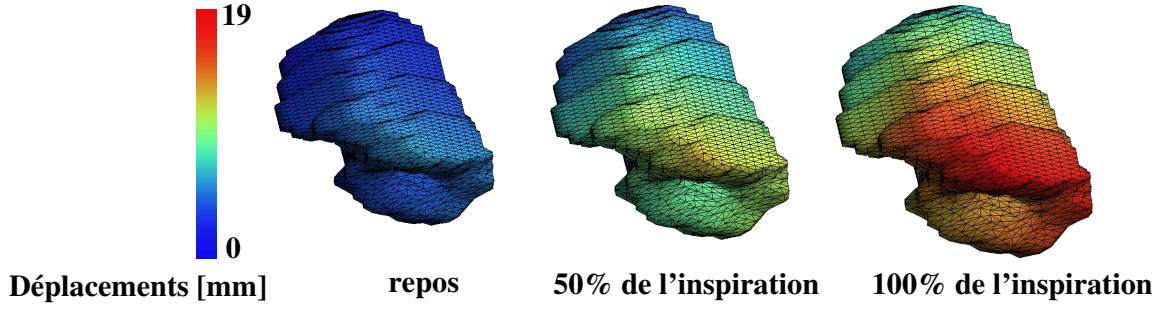 19
0
Déplacements [mm]
repos
50% de l'inspiration
100% de l'inspiration